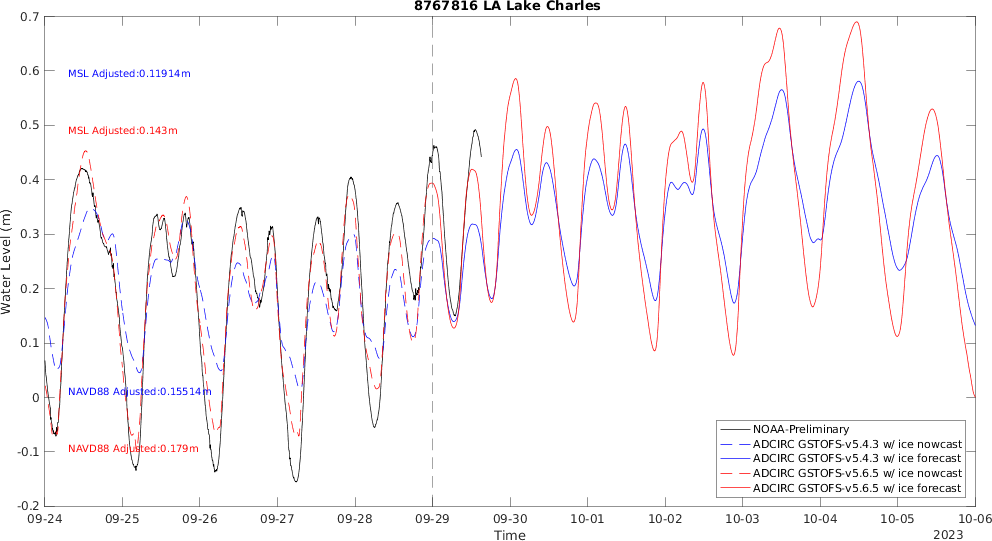 8767816 LA Lake Charles
0.7
0.6
0.5
0.4
0.3
0.2
0.1
0
-0.1
-0.2
Water Level (m)
MSL Adjusted:0.11914m
MSL Adjusted:0.143m
NAVD88 Adjusted:0.15514m
NAVD88 Adjusted:0.179m
NOAA-Preliminary
ADCIRC GSTOFS-v5.4.3 w/ ice nowcast
ADCIRC GSTOFS-v5.4.3 w/ ice forecast
ADCIRC GSTOFS-v5.6.5 w/ ice nowcast
ADCIRC GSTOFS-v5.6.5 w/ ice forecast
09-24 09-25 09-26 09-27 09-28 09-29 09-30 10-01 10-02 10-03 10-04 10-05 10-06
Time
2023